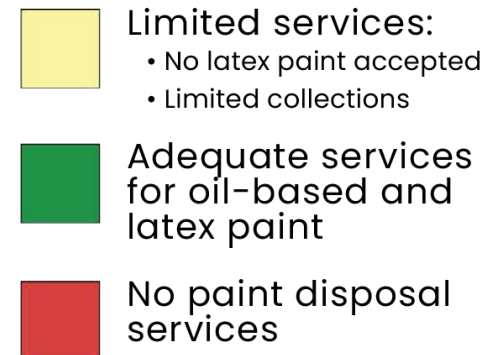 Limited services:
• No latex paint accepted
• Limited collections
Adequate services
for oil-based and
latex paint
No paint disposal
services